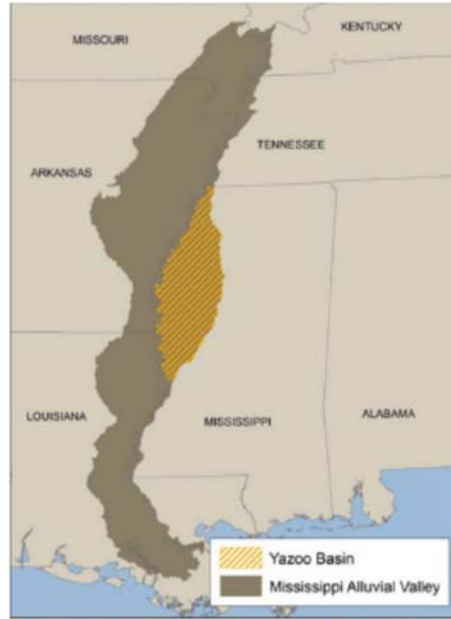 MISSOURI
KENTUCKY
TENNESSEE
ARKANSAS
LOUISIANA
MISSISSIPPI
ALABAMA
Yazoo Basin
Mississippi Alluvial Valley